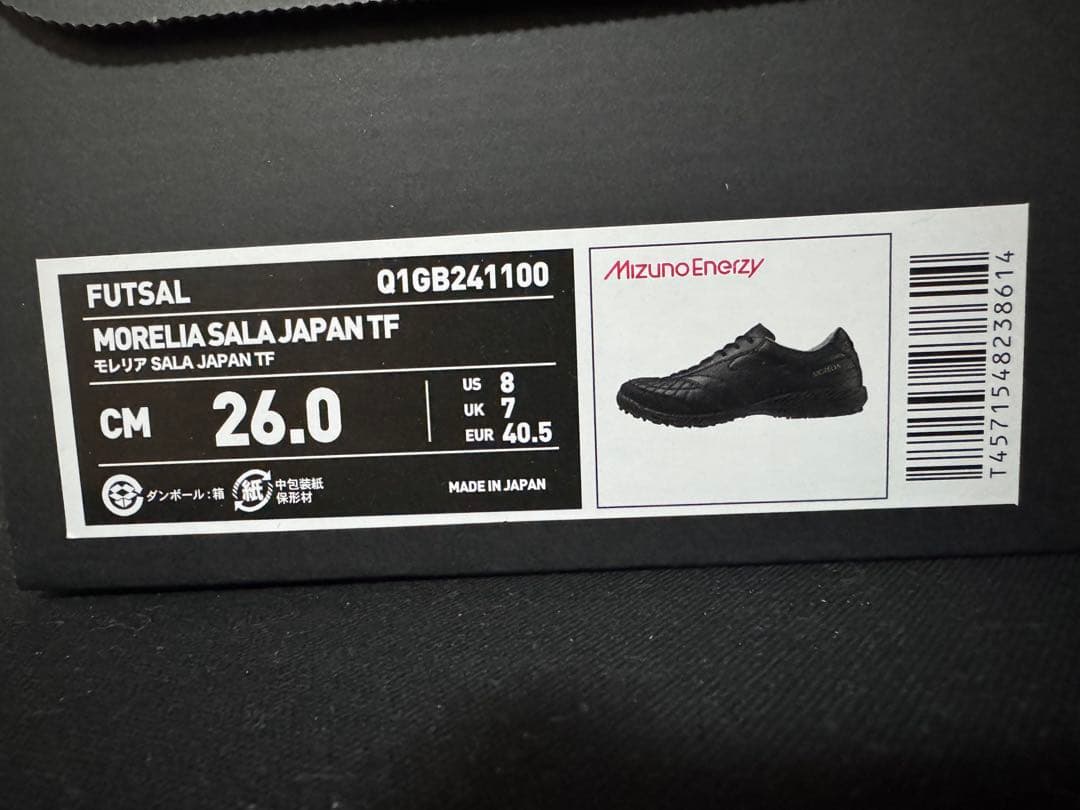 FUTSAL Q1GB241100
MORELIA SALA JAPAN TF
モレリア SALA JAPAN TF
CM 26.0
US 8
UK 7
EUR 40.5
ダンボール:箱
紙
中包装紙
保形材
MADE IN JAPAN
Mizuno Enerzy
MORELIA
T4571548238614